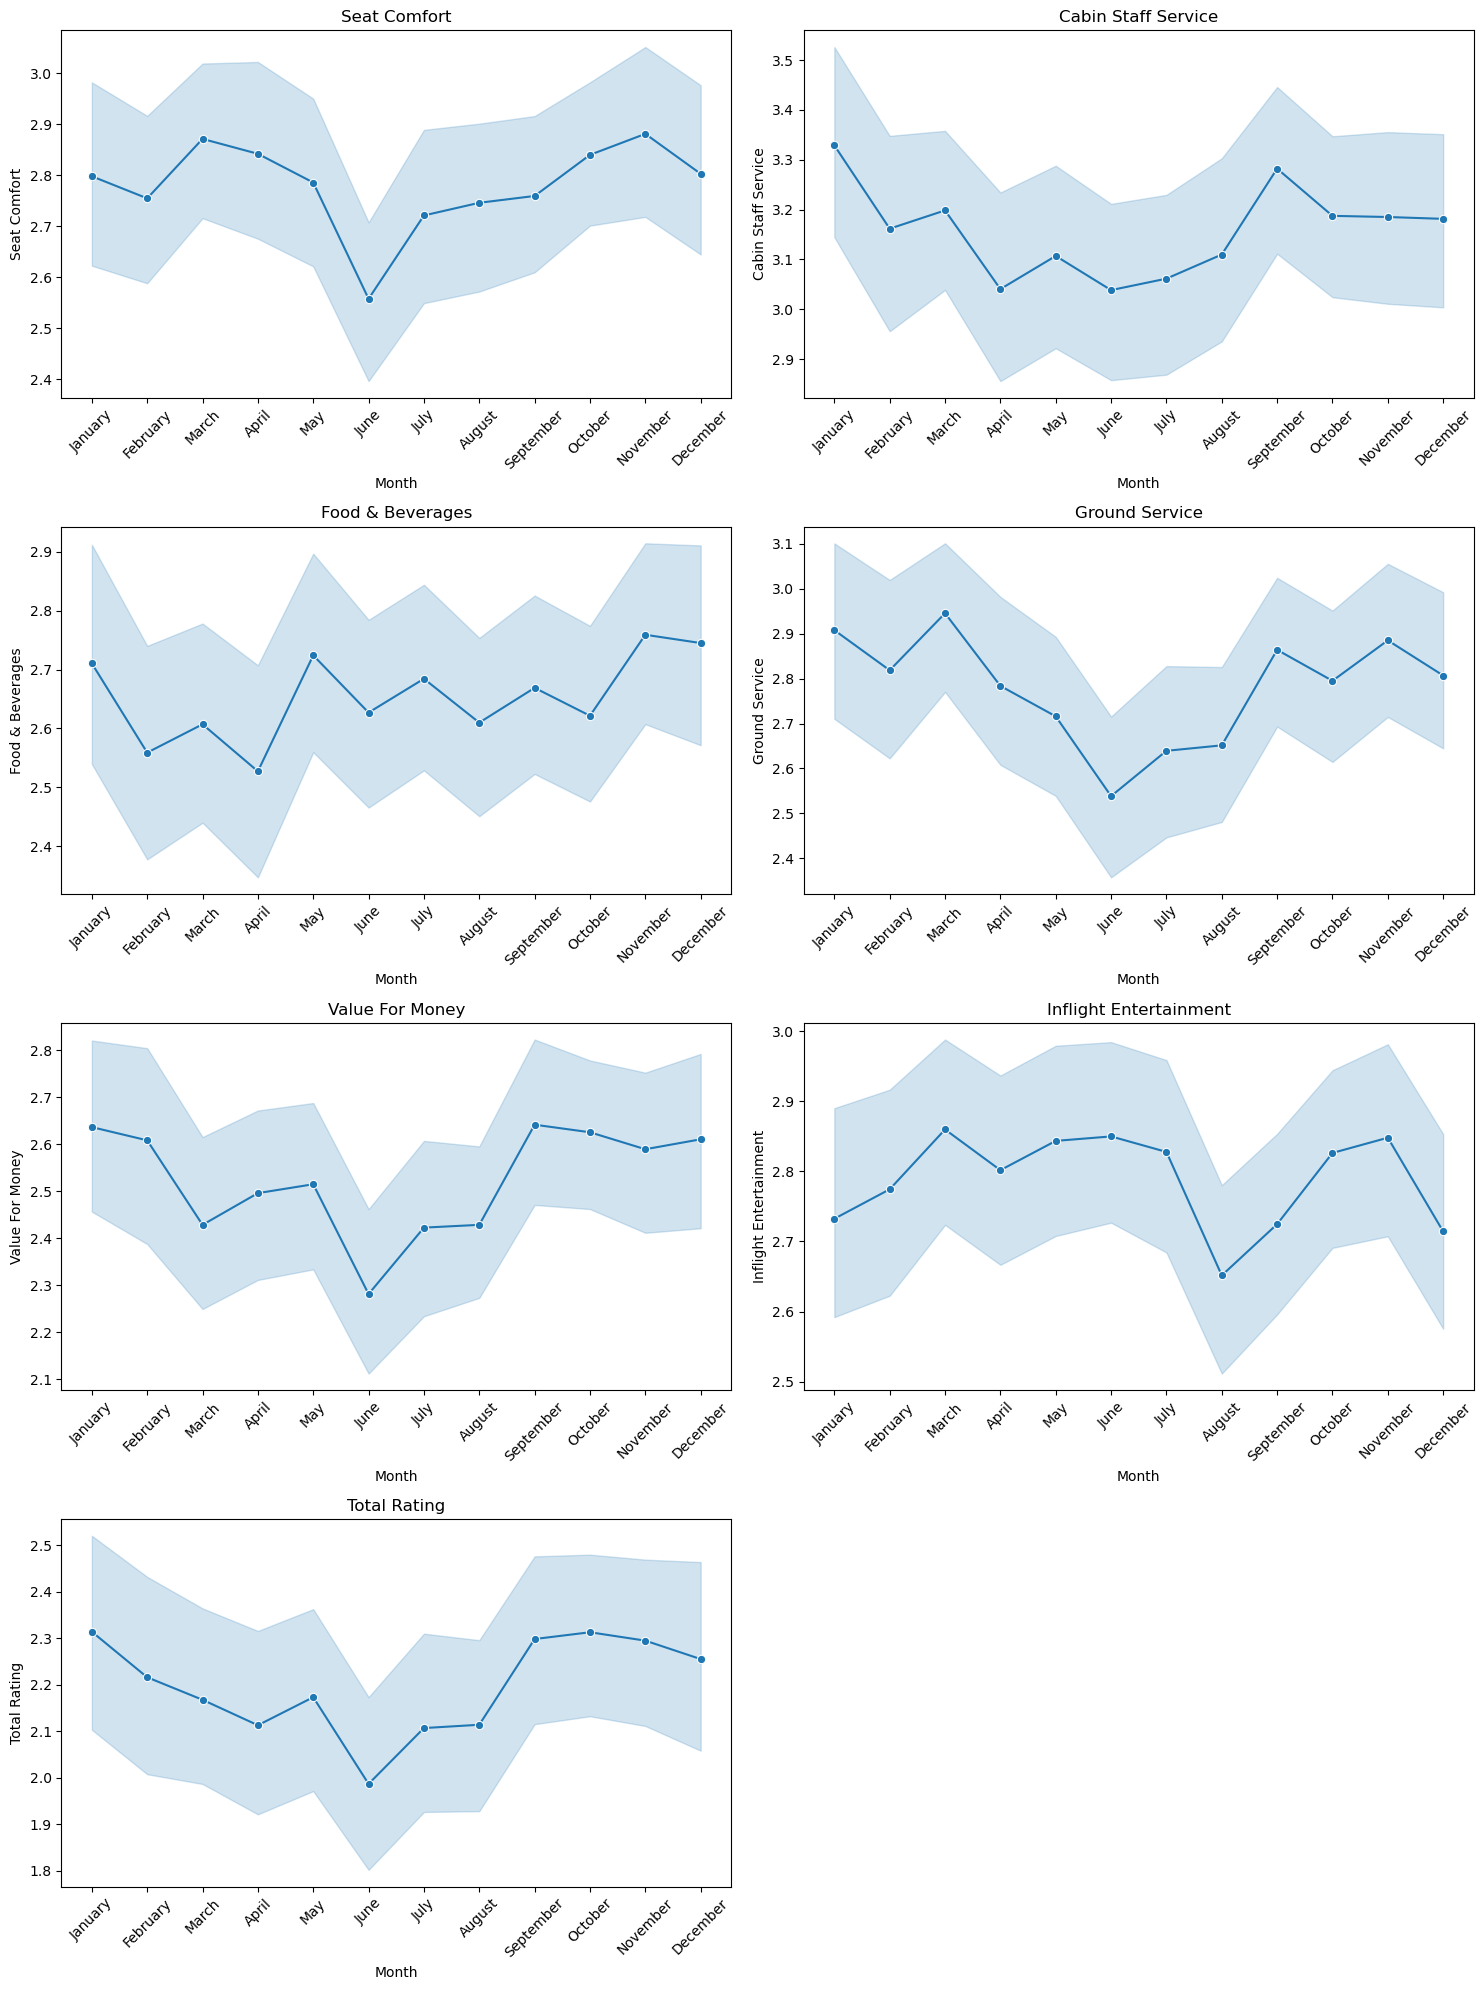 Seat Comfort
Seat Comfort
3.0
2.9
2.8
2.7
2.6
2.5
2.4
January
February
March
April
May
June
July
August
September
October
November
December
Month
Cabin Staff Service
Cabin Staff Service
3.5
3.4
3.3
3.2
3.1
3.0
2.9
January
February
March
April
May
June
July
August
September
October
November
December
Month
Food & Beverages
Food & Beverages
2.9
2.8
2.7
2.6
2.5
2.4
January
February
March
April
May
June
July
August
September
October
November
December
Month
Ground Service
Ground Service
3.1
3.0
2.9
2.8
2.7
2.6
2.5
2.4
January
February
March
April
May
June
July
August
September
October
November
December
Month
Value For Money
Value For Money
2.8
2.7
2.6
2.5
2.4
2.3
2.2
2.1
January
February
March
April
May
June
July
August
September
October
November
December
Month
Inflight Entertainment
Inflight Entertainment
3.0
2.9
2.8
2.7
2.6
2.5
January
February
March
April
May
June
July
August
September
October
November
December
Month
Total Rating
Total Rating
2.5
2.4
2.3
2.2
2.1
2.0
1.9
1.8
January
February
March
April
May
June
July
August
September
October
November
December
Month